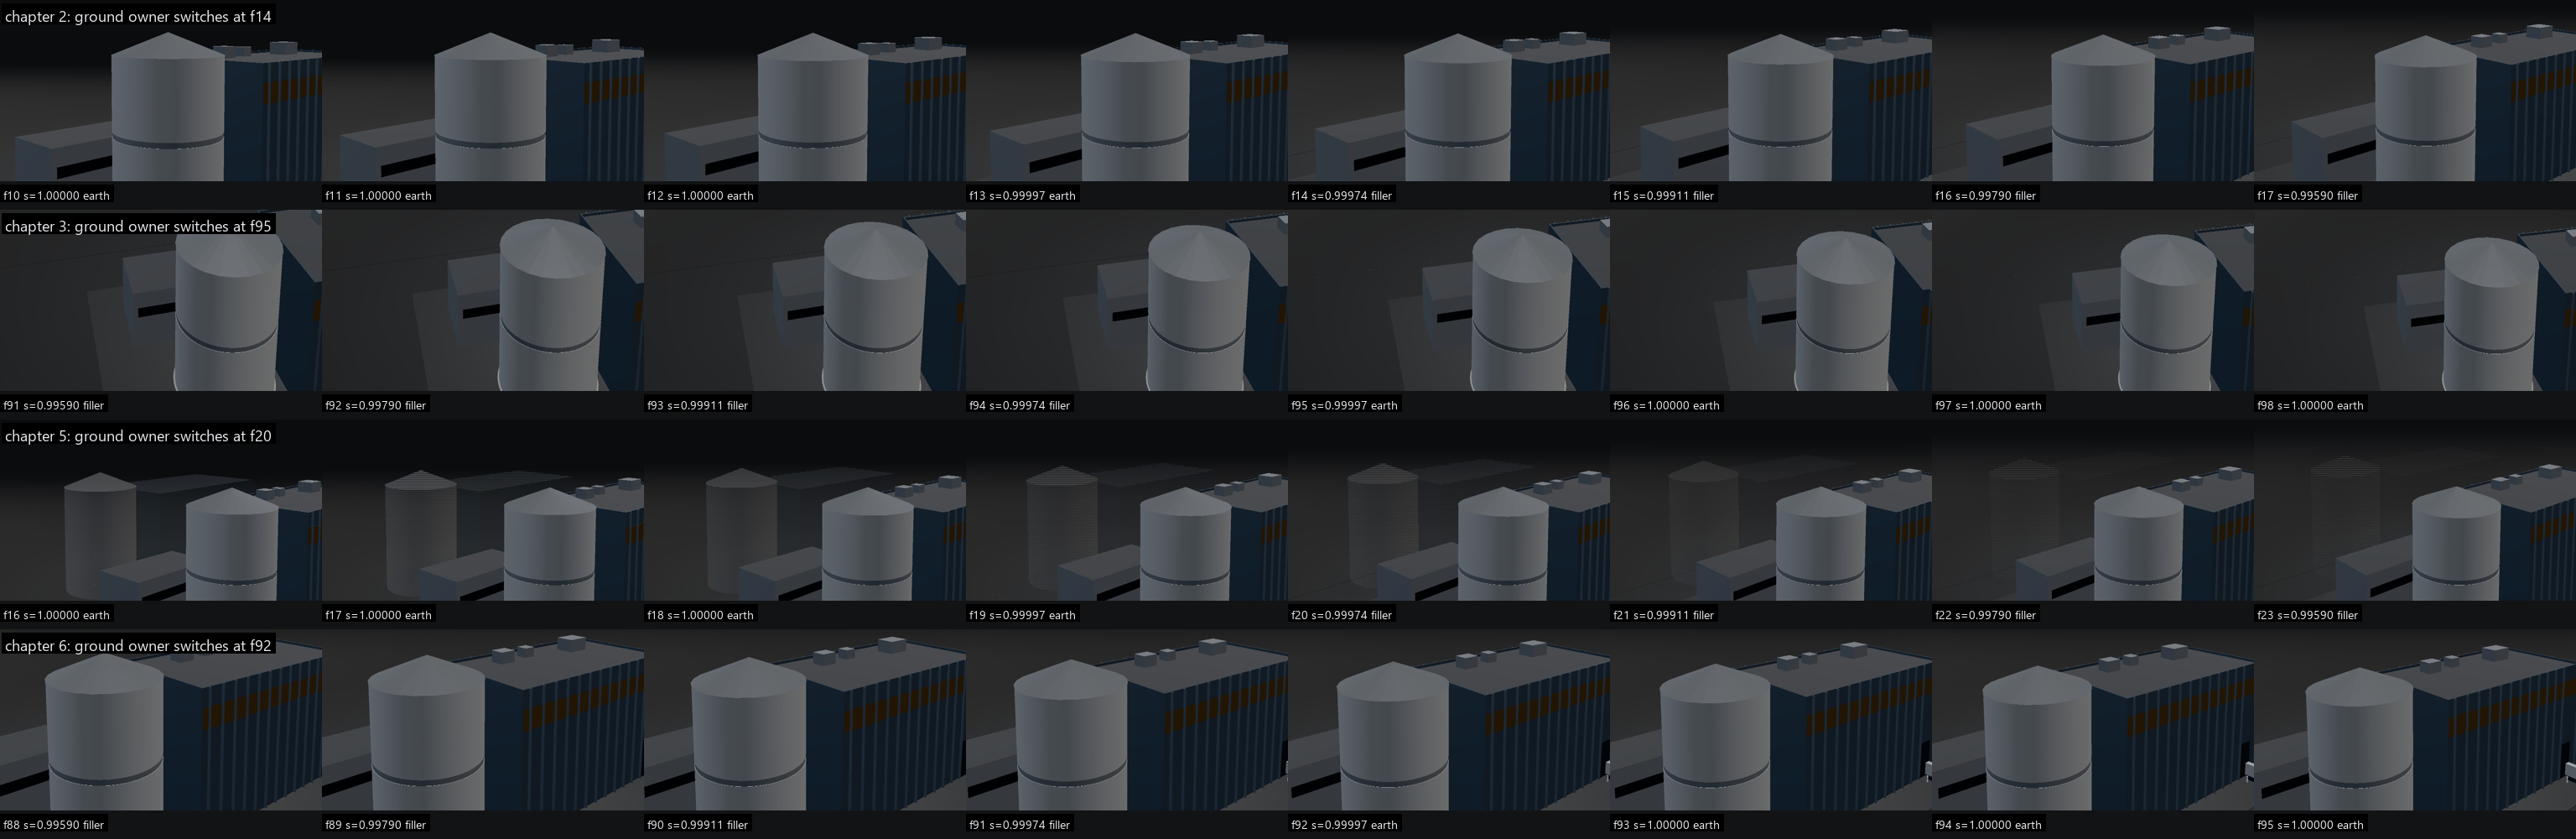 chapter 2: ground owner switches at f14
f10 s=1.00000 earth
f11 s=1.00000 earth
f12 s=1.00000 earth
f13 s=0.99997 earth
f14 s=0.99974 filler
f15 s=0.99911 filler
f16 s=0.99790 filler
f17 s=0.99590 filler
chapter 3: ground owner switches at f95
f91 s=0.99590 filler
f92 s=0.99790 filler
f93 s=0.99911 filler
f94 s=0.99974 filler
f95 s=0.99997 earth
f96 s=1.00000 earth
f97 s=1.00000 earth
f98 s=1.00000 earth
chapter 5: ground owner switches at f20
f16 s=1.00000 earth
f17 s=1.00000 earth
f18 s=1.00000 earth
f19 s=0.99997 earth
f20 s=0.99974 filler
f21 s=0.99911 filler
f22 s=0.99790 filler
f23 s=0.99590 filler
chapter 6: ground owner switches at f92
f88 s=0.99590 filler
f89 s=0.99790 filler
f90 s=0.99911 filler
f91 s=0.99974 filler
f92 s=0.99997 earth
f93 s=1.00000 earth
f94 s=1.00000 earth
f95 s=1.00000 earth